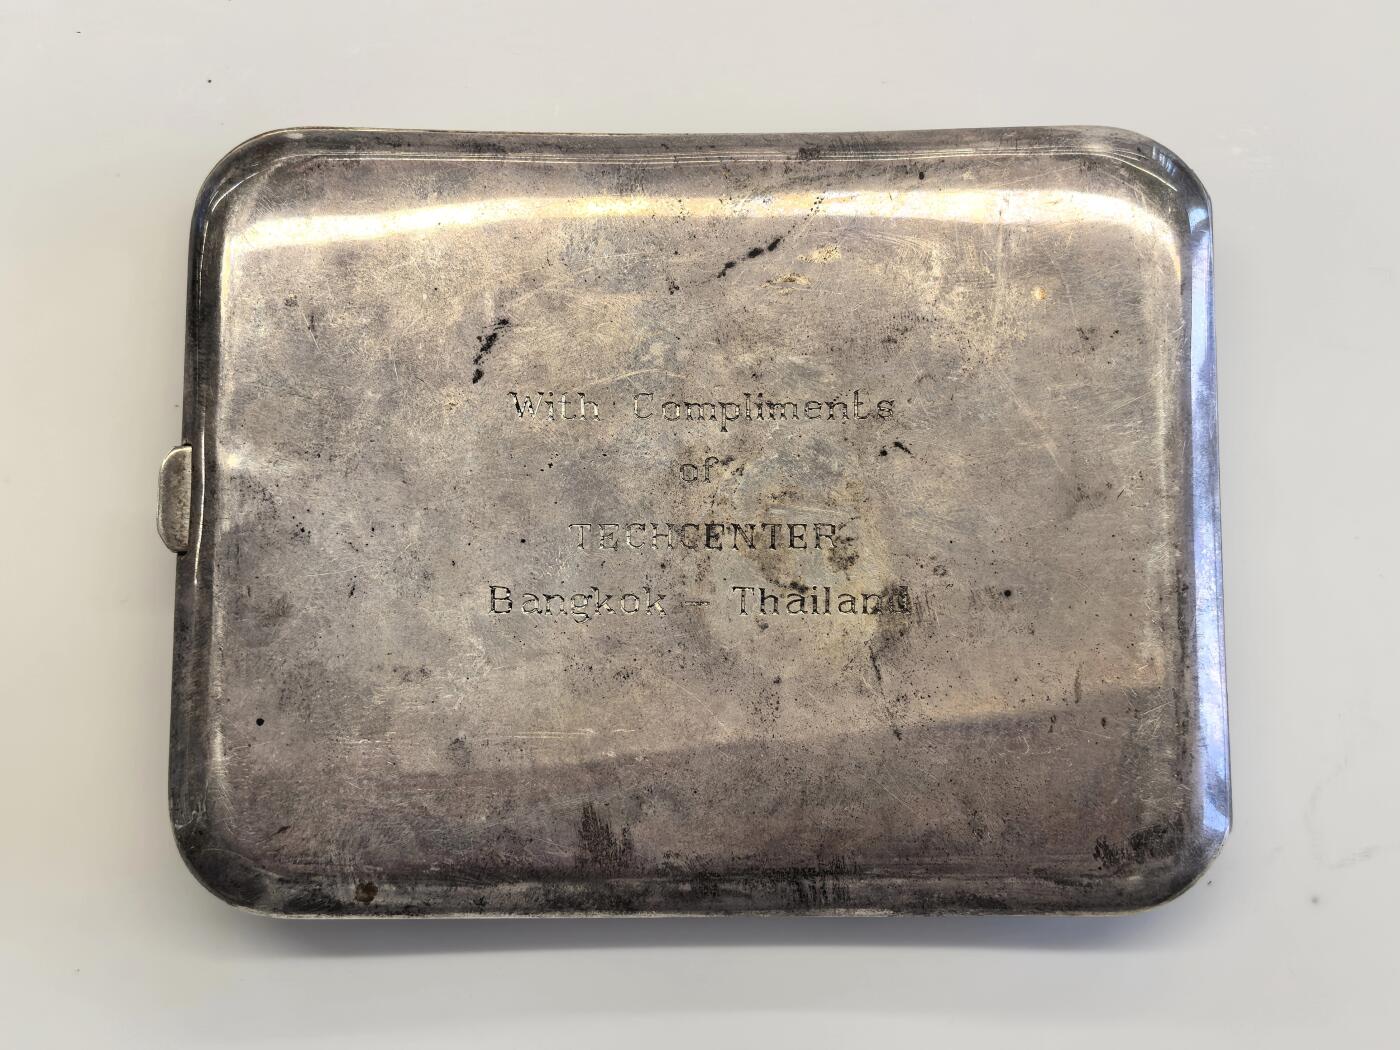 With Compliments
of
TECHCENTER
Bangkok – Thailand